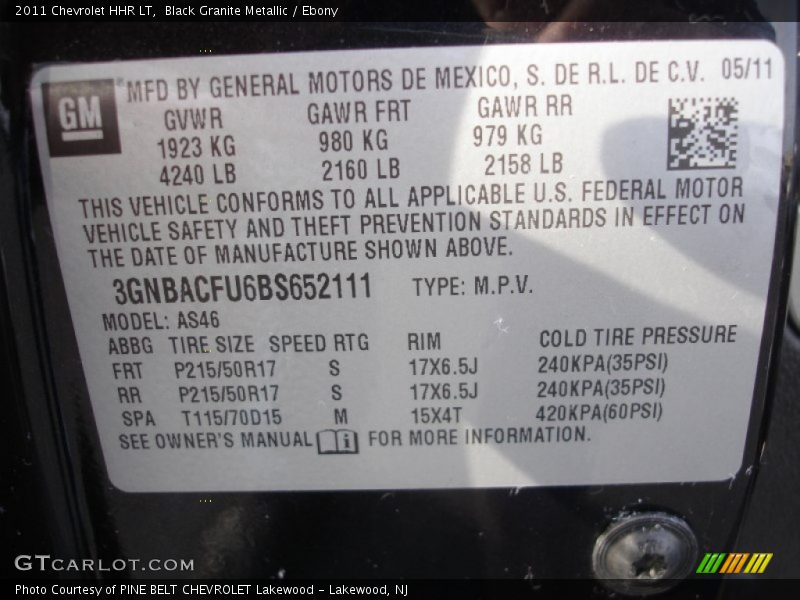 2011 Chevrolet HHR LT,  Black Granite Metallic / Ebony
GM
MFD BY GENERAL MOTORS DE MEXICO, S. DE R.L. DE C.V. 05/11
GVWR GAWR FRT GAWR RR
1923 KG 980 KG 979 KG
4240 LB 2160 LB 2158 LB
THIS VEHICLE CONFORMS TO ALL APPLICABLE U.S. FEDERAL MOTOR
VEHICLE SAFETY AND THEFT PREVENTION STANDARDS IN EFFECT ON
THE DATE OF MANUFACTURE SHOWN ABOVE.
3GNBACFU6BS652111 TYPE: M.P.V.
MODEL: AS46
ABBG TIRE SIZE SPEED RTG RIM COLD TIRE PRESSURE
FRT P215/50R17 S 17X6.5J 240KPA(35PSI)
RR P215/50R17 S 17X6.5J 240KPA(35PSI)
SPA T115/70D15 M 15X4T 420KPA(60PSI)
SEE OWNER'S MANUAL i FOR MORE INFORMATION.
GTCARLOT.COM
Photo Courtesy of PINE BELT CHEVROLET Lakewood - Lakewood, NJ